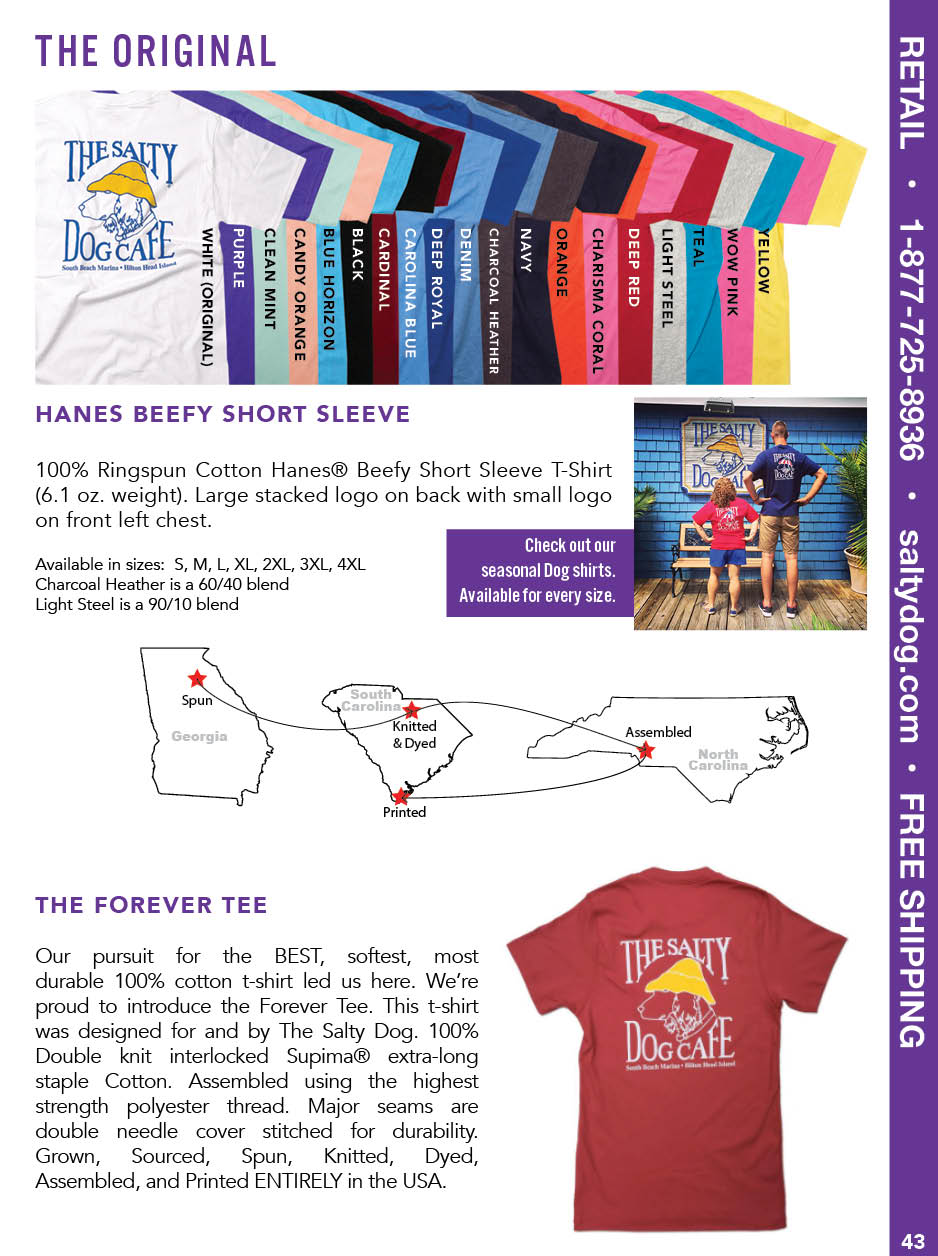 THE ORIGINAL
THE SALTY
DOG CAFE
South Beach Marina • Hilton Head Island
WHITE (ORIGINAL)
PURPLE
CLEAN MINT
CANDY ORANGE
BLUE HORIZON
BLACK
CARDINAL
CAROLINA BLUE
DEEP ROYAL
DENIM
CHARCOAL HEATHER
NAVY
ORANGE
CHARISMA CORAL
DEEP RED
LIGHT STEEL
TEAL
WOW PINK
YELLOW
HANES BEEFY SHORT SLEEVE
100% Ringspun Cotton Hanes® Beefy Short Sleeve T-Shirt
(6.1 oz. weight). Large stacked logo on back with small logo
on front left chest.
Available in sizes:  S, M, L, XL, 2XL, 3XL, 4XL
Charcoal Heather is a 60/40 blend
Light Steel is a 90/10 blend
Check out our
seasonal Dog shirts.
Available for every size.
THE SALTY
DOG CAFE
THE SALTY
DOG CAFE
Spun
Georgia
South
Carolina
Knitted
& Dyed
Printed
Assembled
North
Carolina
THE FOREVER TEE
Our pursuit for the BEST, softest, most
durable 100% cotton t-shirt led us here. We're
proud to introduce the Forever Tee. This t-shirt
was designed for and by The Salty Dog. 100%
Double knit interlocked Supima® extra-long
staple Cotton. Assembled using the highest
strength polyester thread. Major seams are
double needle cover stitched for durability.
Grown, Sourced, Spun, Knitted, Dyed,
Assembled, and Printed ENTIRELY in the USA.
THE SALTY
DOG CAFE
South Beach Marina • Hilton Head Island
RETAIL • 1-877-725-8936 • saltydog.com • FREE SHIPPING
43